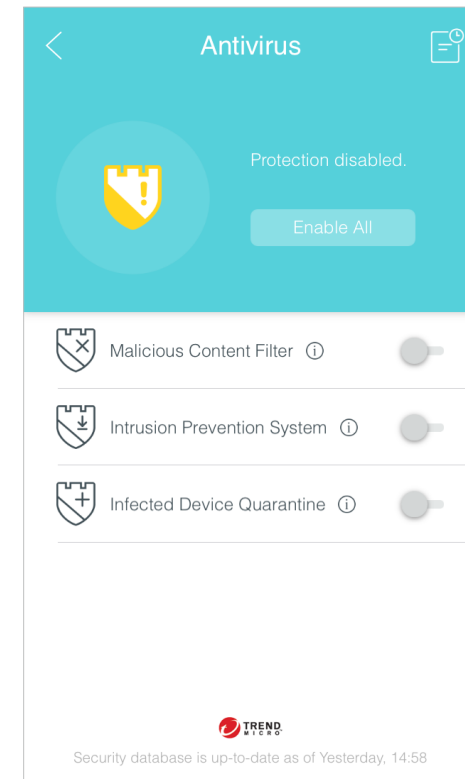 Antivirus
Protection disabled.
Enable All
Malicious Content Filter
Intrusion Prevention System
Infected Device Quarantine
TREND
MICRO
Security database is up-to-date as of Yesterday, 14:58